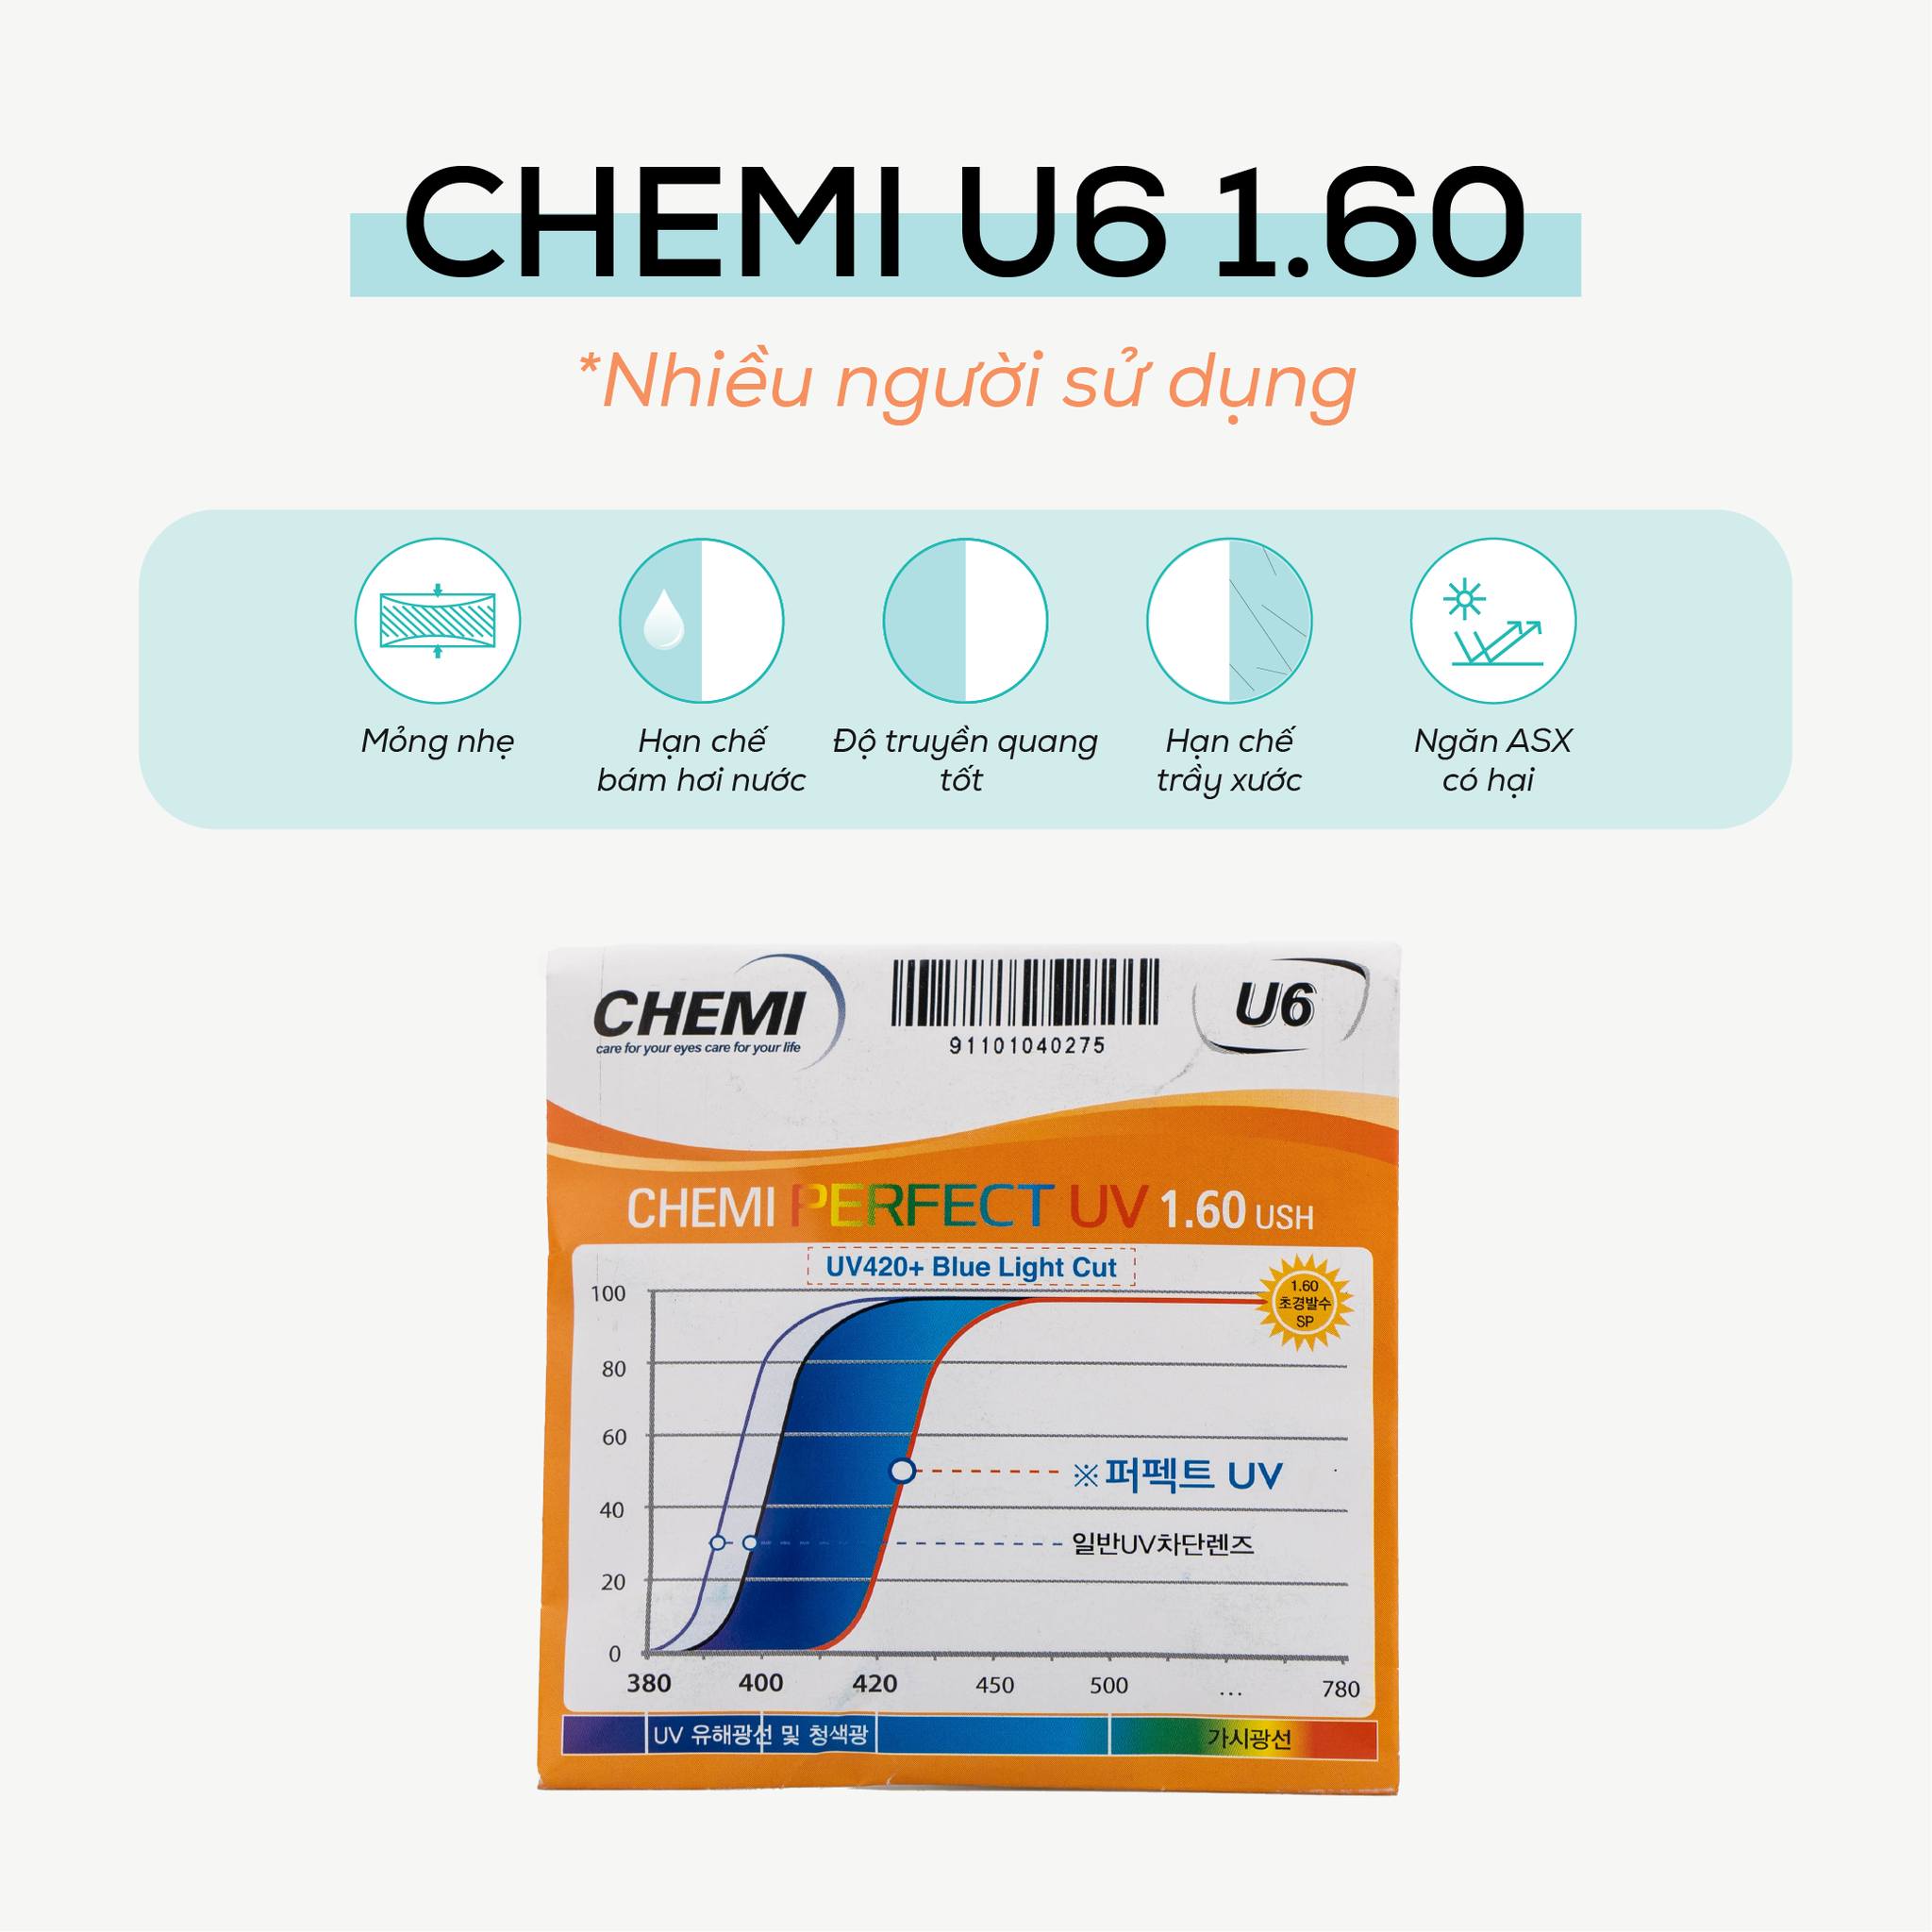 CHEMI U6 1.60
*Nhiều người sử dụng
Mỏng nhẹ
Hạn chế
bám hơi nước
Độ truyền quang
tốt
Hạn chế
trầy xước
Ngăn ASX
có hại
CHEMI
care for your eyes care for your life
91101040275
U6
CHEMI PERFECT UV 1.60 USH
UV420+ Blue Light Cut
1.60
초경발수
SP
100
80
60
40
20
0
※퍼펙트 UV
일반UV차단렌즈
380 400 420 450 500 ... 780
UV 유해광선 및 청색광
가시광선